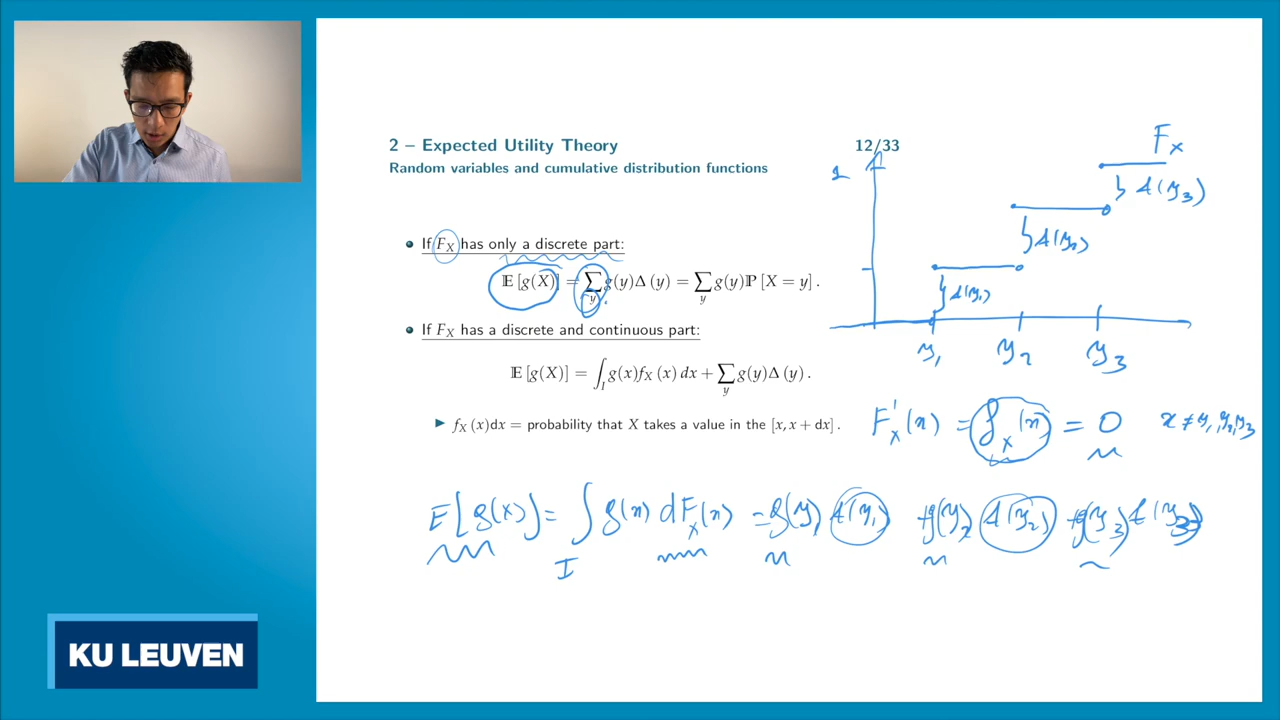 2 – Expected Utility Theory 12/33
Random variables and cumulative distribution functions
• If F_X has only a discrete part:
𝔼 [g(X)] = ∑_y g(y)Δ (y) = ∑_y g(y)ℙ [X = y] .
• If F_X has a discrete and continuous part:
𝔼 [g(X)] = ∫_I g(x)f_X (x) dx + ∑_y g(y)Δ (y) .
▶ f_X (x)dx = probability that X takes a value in the [x, x + dx] .
F_X
1
Δ(y_3)
Δ(y_2)
Δ(y_1)
y_1 y_2 y_3
F'_X(x) = f_X(x) = 0 x ≠ y_1, y_2, y_3
E[g(X)] = ∫_I g(x) dF_X(x) = g(y_1) Δ(y_1) + g(y_2) Δ(y_2) + g(y_3) Δ(y_3)
KU LEUVEN